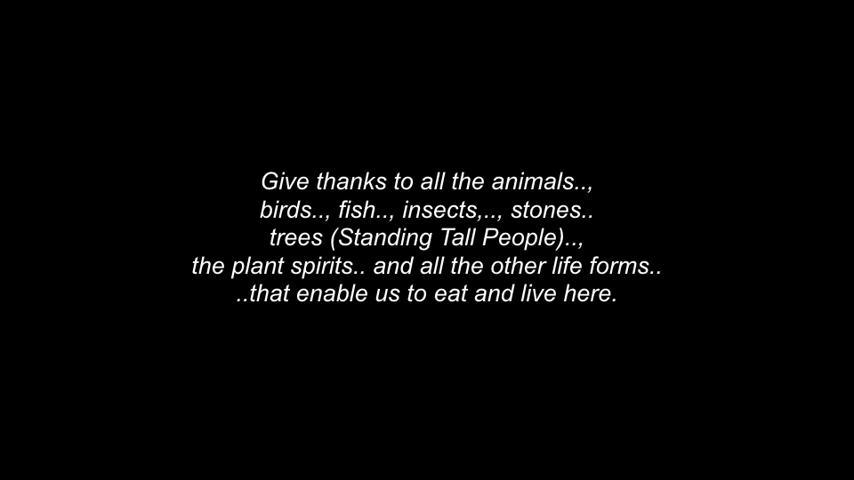 Give thanks to all the animals..,
birds.., fish.., insects,.., stones..
trees (Standing Tall People)..,
the plant spirits.. and all the other life forms..
..that enable us to eat and live here.